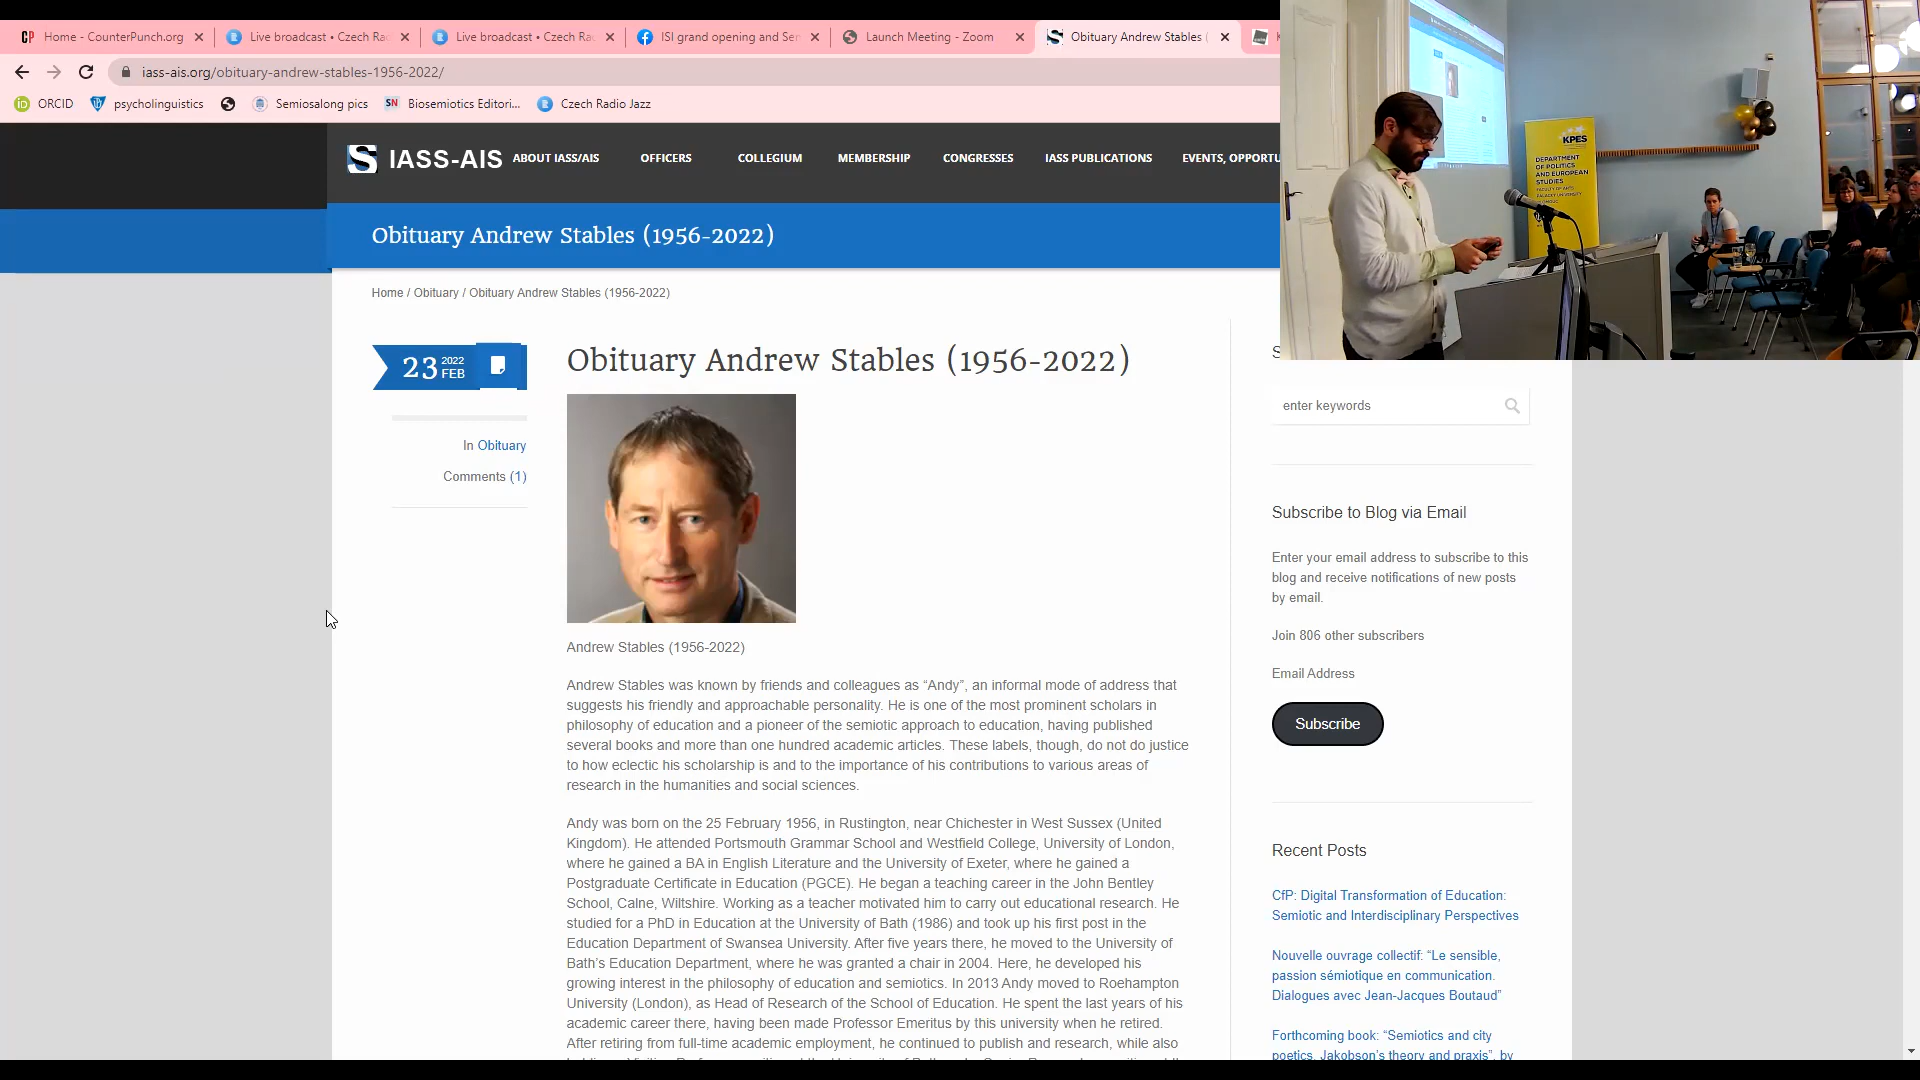 Home - CounterPunch.org
Live broadcast • Czech Ra
Live broadcast • Czech Ra
ISI grand opening and Se
Launch Meeting - Zoom
Obituary Andrew Stables (
iass-ais.org/obituary-andrew-stables-1956-2022/
ORCID
psycholinguistics
Semiosalong pics
SN Biosemiotics Editori...
Czech Radio Jazz
S IASS-AIS
ABOUT IASS/AIS
OFFICERS
COLLEGIUM
MEMBERSHIP
CONGRESSES
IASS PUBLICATIONS
EVENTS, OPPORTU
Obituary Andrew Stables (1956-2022)
Home / Obituary / Obituary Andrew Stables (1956-2022)
23 2022 FEB
In Obituary
Comments (1)
Obituary Andrew Stables (1956-2022)
Andrew Stables (1956-2022)
Andrew Stables was known by friends and colleagues as “Andy”, an informal mode of address that
suggests his friendly and approachable personality. He is one of the most prominent scholars in
philosophy of education and a pioneer of the semiotic approach to education, having published
several books and more than one hundred academic articles. These labels, though, do not do justice
to how eclectic his scholarship is and to the importance of his contributions to various areas of
research in the humanities and social sciences.
Andy was born on the 25 February 1956, in Rustington, near Chichester in West Sussex (United
Kingdom). He attended Portsmouth Grammar School and Westfield College, University of London,
where he gained a BA in English Literature and the University of Exeter, where he gained a
Postgraduate Certificate in Education (PGCE). He began a teaching career in the John Bentley
School, Calne, Wiltshire. Working as a teacher motivated him to carry out educational research. He
studied for a PhD in Education at the University of Bath (1986) and took up his first post in the
Education Department of Swansea University. After five years there, he moved to the University of
Bath’s Education Department, where he was granted a chair in 2004. Here, he developed his
growing interest in the philosophy of education and semiotics. In 2013 Andy moved to Roehampton
University (London), as Head of Research of the School of Education. He spent the last years of his
academic career there, having been made Professor Emeritus by this university when he retired.
After retiring from full-time academic employment, he continued to publish and research, while also
enter keywords
Subscribe to Blog via Email
Enter your email address to subscribe to this
blog and receive notifications of new posts
by email.
Join 806 other subscribers
Email Address
Subscribe
Recent Posts
CfP: Digital Transformation of Education:
Semiotic and Interdisciplinary Perspectives
Nouvelle ouvrage collectif: “Le sensible,
passion sémiotique en communication.
Dialogues avec Jean-Jacques Boutaud”
Forthcoming book: “Semiotics and city
poetics. Jakobson’s theory and praxis”, by
KPES
DEPARTMENT
OF POLITICS
AND EUROPEAN
STUDIES